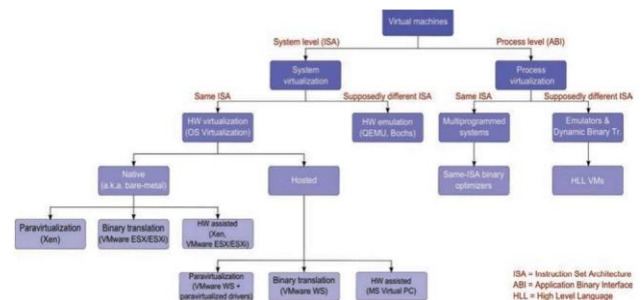 Virtual machines
System level (ISA)
Process level (ABI)
System
virtualization
Process
virtualization
Same ISA
Supposedly different ISA
Same ISA
Supposedly different ISA
HW virtualization
(OS Virtualization)
HW emulation
(QEMU, Bochs)
Multiprogrammed
systems
Emulators &
Dynamic Binary Tr.
Native
(a.k.a, bare-metal)
Hosted
Same-ISA binary
optimizers
HLL VMs
Paravirtualization
(Xen)
Binary translation
(VMware ESX/ESXi)
HW assisted
(Xen,
VMware ESX/ESXi)
Paravirtualization
(VMware WS +
paravirtualized drivers)
Binary translation
(VMware WS)
HW assisted
(MS Virtual PC)
ISA = Instruction Set Architecture
ABI = Application Binary Interface
HLL = High Level Language